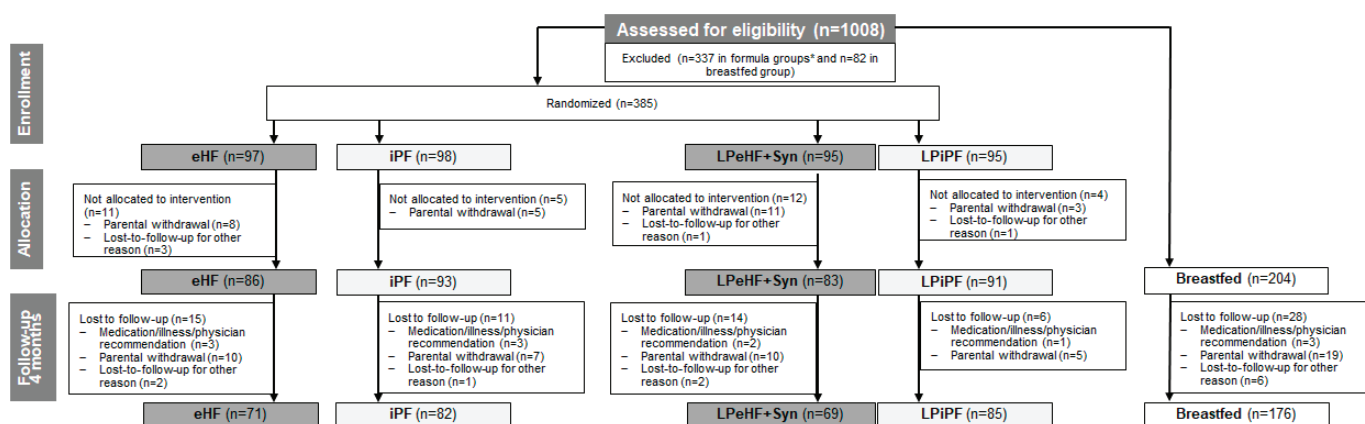 Assessed for eligibility (n=1008)
Excluded (n=337 in formula groups* and n=82 in
breastfed group)
Enrollment
Randomized (n=385)
eHF (n=97)
iPF (n=98)
LPeHF+Syn (n=95)
LPiPF (n=95)
Allocation
Not allocated to intervention
(n=11)
– Parental withdrawal (n=8)
– Lost-to-follow-up for other
reason (n=3)
Not allocated to intervention (n=5)
– Parental withdrawal (n=5)
Not allocated to intervention (n=12)
– Parental withdrawal (n=11)
– Lost-to-follow-up for other
reason (n=1)
Not allocated to intervention (n=4)
– Parental withdrawal (n=3)
– Lost-to-follow-up for other
reason (n=1)
eHF (n=86)
iPF (n=93)
LPeHF+Syn (n=83)
LPiPF (n=91)
Breastfed (n=204)
Follow-up
4 months
Lost to follow-up (n=15)
– Medication/illness/physician
recommendation (n=3)
– Parental withdrawal (n=10)
– Lost-to-follow-up for other
reason (n=2)
Lost to follow-up (n=11)
– Medication/illness/physician
recommendation (n=3)
– Parental withdrawal (n=7)
– Lost-to-follow-up for other
reason (n=1)
Lost to follow-up (n=14)
– Medication/illness/physician
recommendation (n=2)
– Parental withdrawal (n=10)
– Lost-to-follow-up for other
reason (n=2)
Lost to follow-up (n=6)
– Medication/illness/physician
recommendation (n=1)
– Parental withdrawal (n=5)
Lost to follow-up (n=28)
– Medication/illness/physician
recommendation (n=3)
– Parental withdrawal (n=19)
– Lost-to-follow-up for other
reason (n=6)
eHF (n=71)
iPF (n=82)
LPeHF+Syn (n=69)
LPiPF (n=85)
Breastfed (n=176)